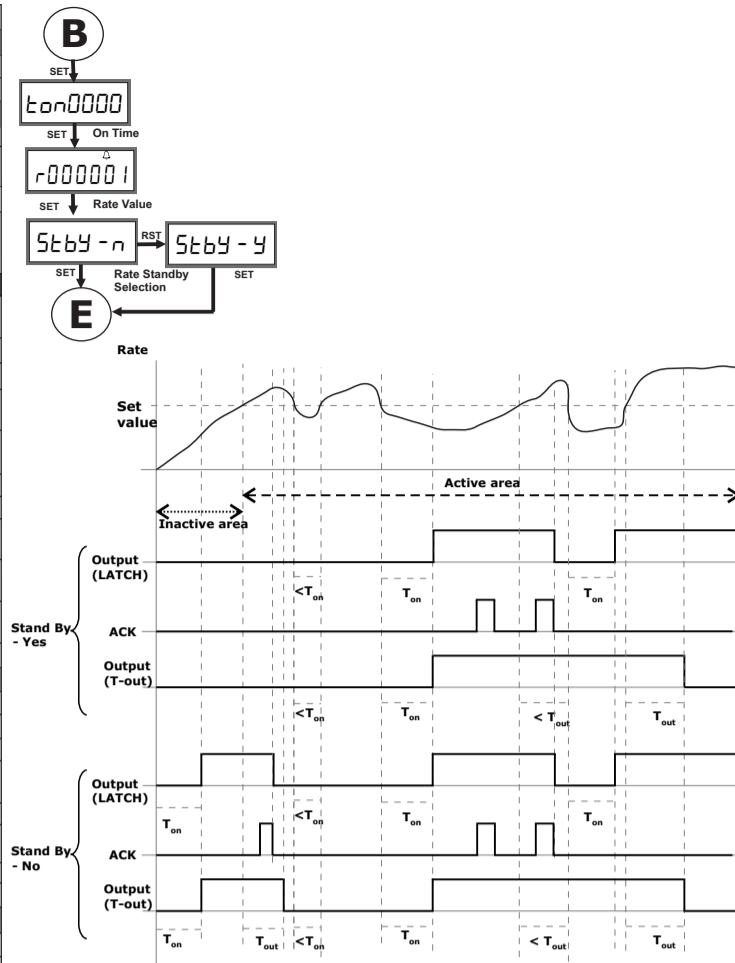 B
SET
ton0000
SET On Time
r000001
SET Rate Value
Stby-n RST Stby-y
SET Rate Standby Selection SET
E
Rate
Set value
Active area
Inactive area
Output (LATCH)
<Ton Ton Ton
Stand By - Yes
ACK
Output (T-out)
<Ton Ton <Tout Tout
Output (LATCH)
Ton <Ton Ton Ton
Stand By - No
ACK
Output (T-out)
Ton Tout <Ton Ton <Tout Tout